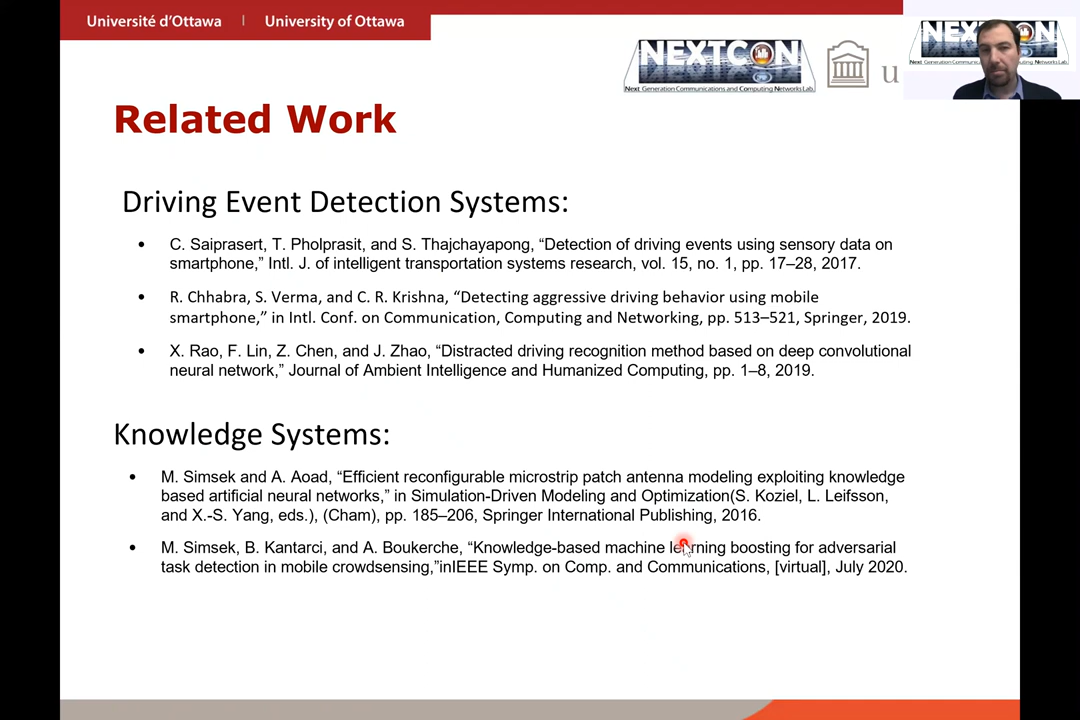 Université d'Ottawa | University of Ottawa
NEXTCON
Next Generation Communications and Computing Networks Lab.
u
Related Work
Driving Event Detection Systems:
• C. Saiprasert, T. Pholprasit, and S. Thajchayapong, “Detection of driving events using sensory data on
smartphone,” Intl. J. of intelligent transportation systems research, vol. 15, no. 1, pp. 17–28, 2017.
• R. Chhabra, S. Verma, and C. R. Krishna, “Detecting aggressive driving behavior using mobile
smartphone,” in Intl. Conf. on Communication, Computing and Networking, pp. 513–521, Springer, 2019.
• X. Rao, F. Lin, Z. Chen, and J. Zhao, “Distracted driving recognition method based on deep convolutional
neural network,” Journal of Ambient Intelligence and Humanized Computing, pp. 1–8, 2019.
Knowledge Systems:
• M. Simsek and A. Aoad, “Efficient reconfigurable microstrip patch antenna modeling exploiting knowledge
based artificial neural networks,” in Simulation-Driven Modeling and Optimization(S. Koziel, L. Leifsson,
and X.-S. Yang, eds.), (Cham), pp. 185–206, Springer International Publishing, 2016.
• M. Simsek, B. Kantarci, and A. Boukerche, “Knowledge-based machine learning boosting for adversarial
task detection in mobile crowdsensing,”inIEEE Symp. on Comp. and Communications, [virtual], July 2020.